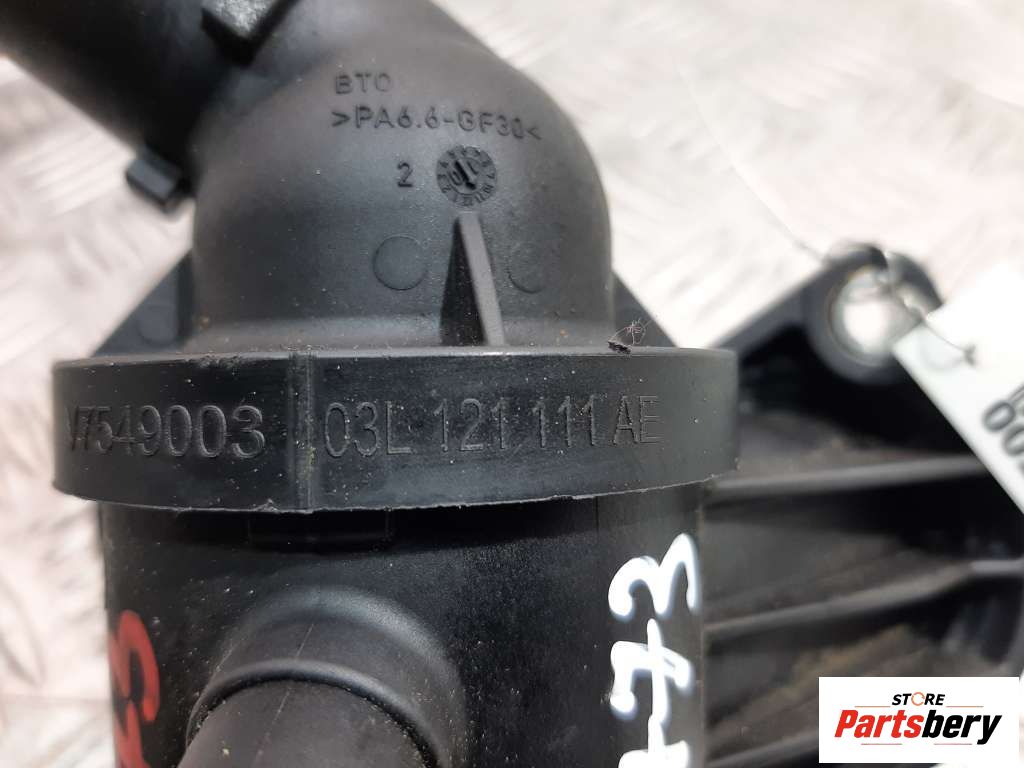 BTO
>PA6.6-GF30<
2
V7549003 03L 121 111 AE
STORE
Partsbery